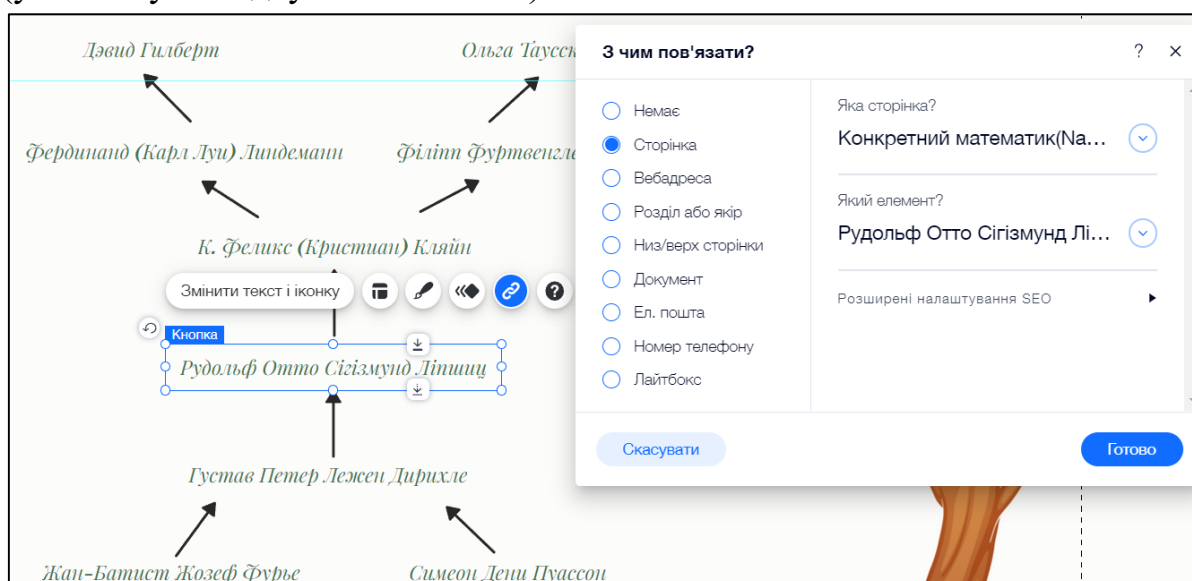 Дэвид Гилберт
Ольга Таусск
Фердинанд (Карл Луи) Линдеманн
Філіпп Фуртвенгле
К. Феликс (Кристиан) Кляйн
Змінити текст і іконку
Кнопка
Рудольф Отто Сігізмунд Ліпшиц
Густав Петер Лежен Дирихле
Жан-Батист Жозеф Фурье
Симеон Дени Пуассон
З чим пов'язати?
?
Немає
Сторінка
Вебадреса
Розділ або якір
Низ/верх сторінки
Документ
Ел. пошта
Номер телефону
Лайтбокс
Яка сторінка?
Конкретний математик(Na...
Який елемент?
Рудольф Отто Сігізмунд Лі...
Розширені налаштування SEO
Скасувати
Готово